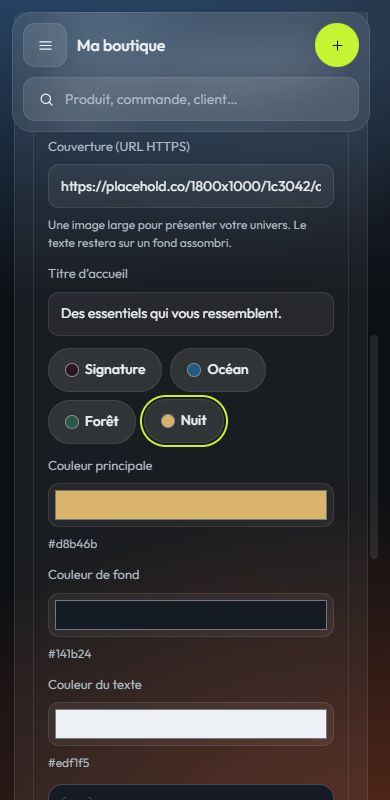 Ma boutique
Produit, commande, client…
Couverture (URL HTTPS)
https://placehold.co/1800x1000/1c3042/c
Une image large pour présenter votre univers. Le
texte restera sur un fond assombri.
Titre d'accueil
Des essentiels qui vous ressemblent.
Signature
Océan
Forêt
Nuit
Couleur principale
#d8b46b
Couleur de fond
#141b24
Couleur du texte
#edf1f5